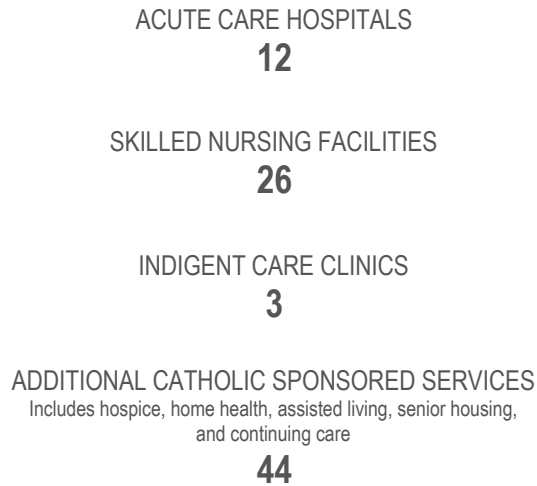 ACUTE CARE HOSPITALS
12
SKILLED NURSING FACILITIES
26
INDIGENT CARE CLINICS
3
ADDITIONAL CATHOLIC SPONSORED SERVICES
Includes hospice, home health, assisted living, senior housing,
and continuing care
44